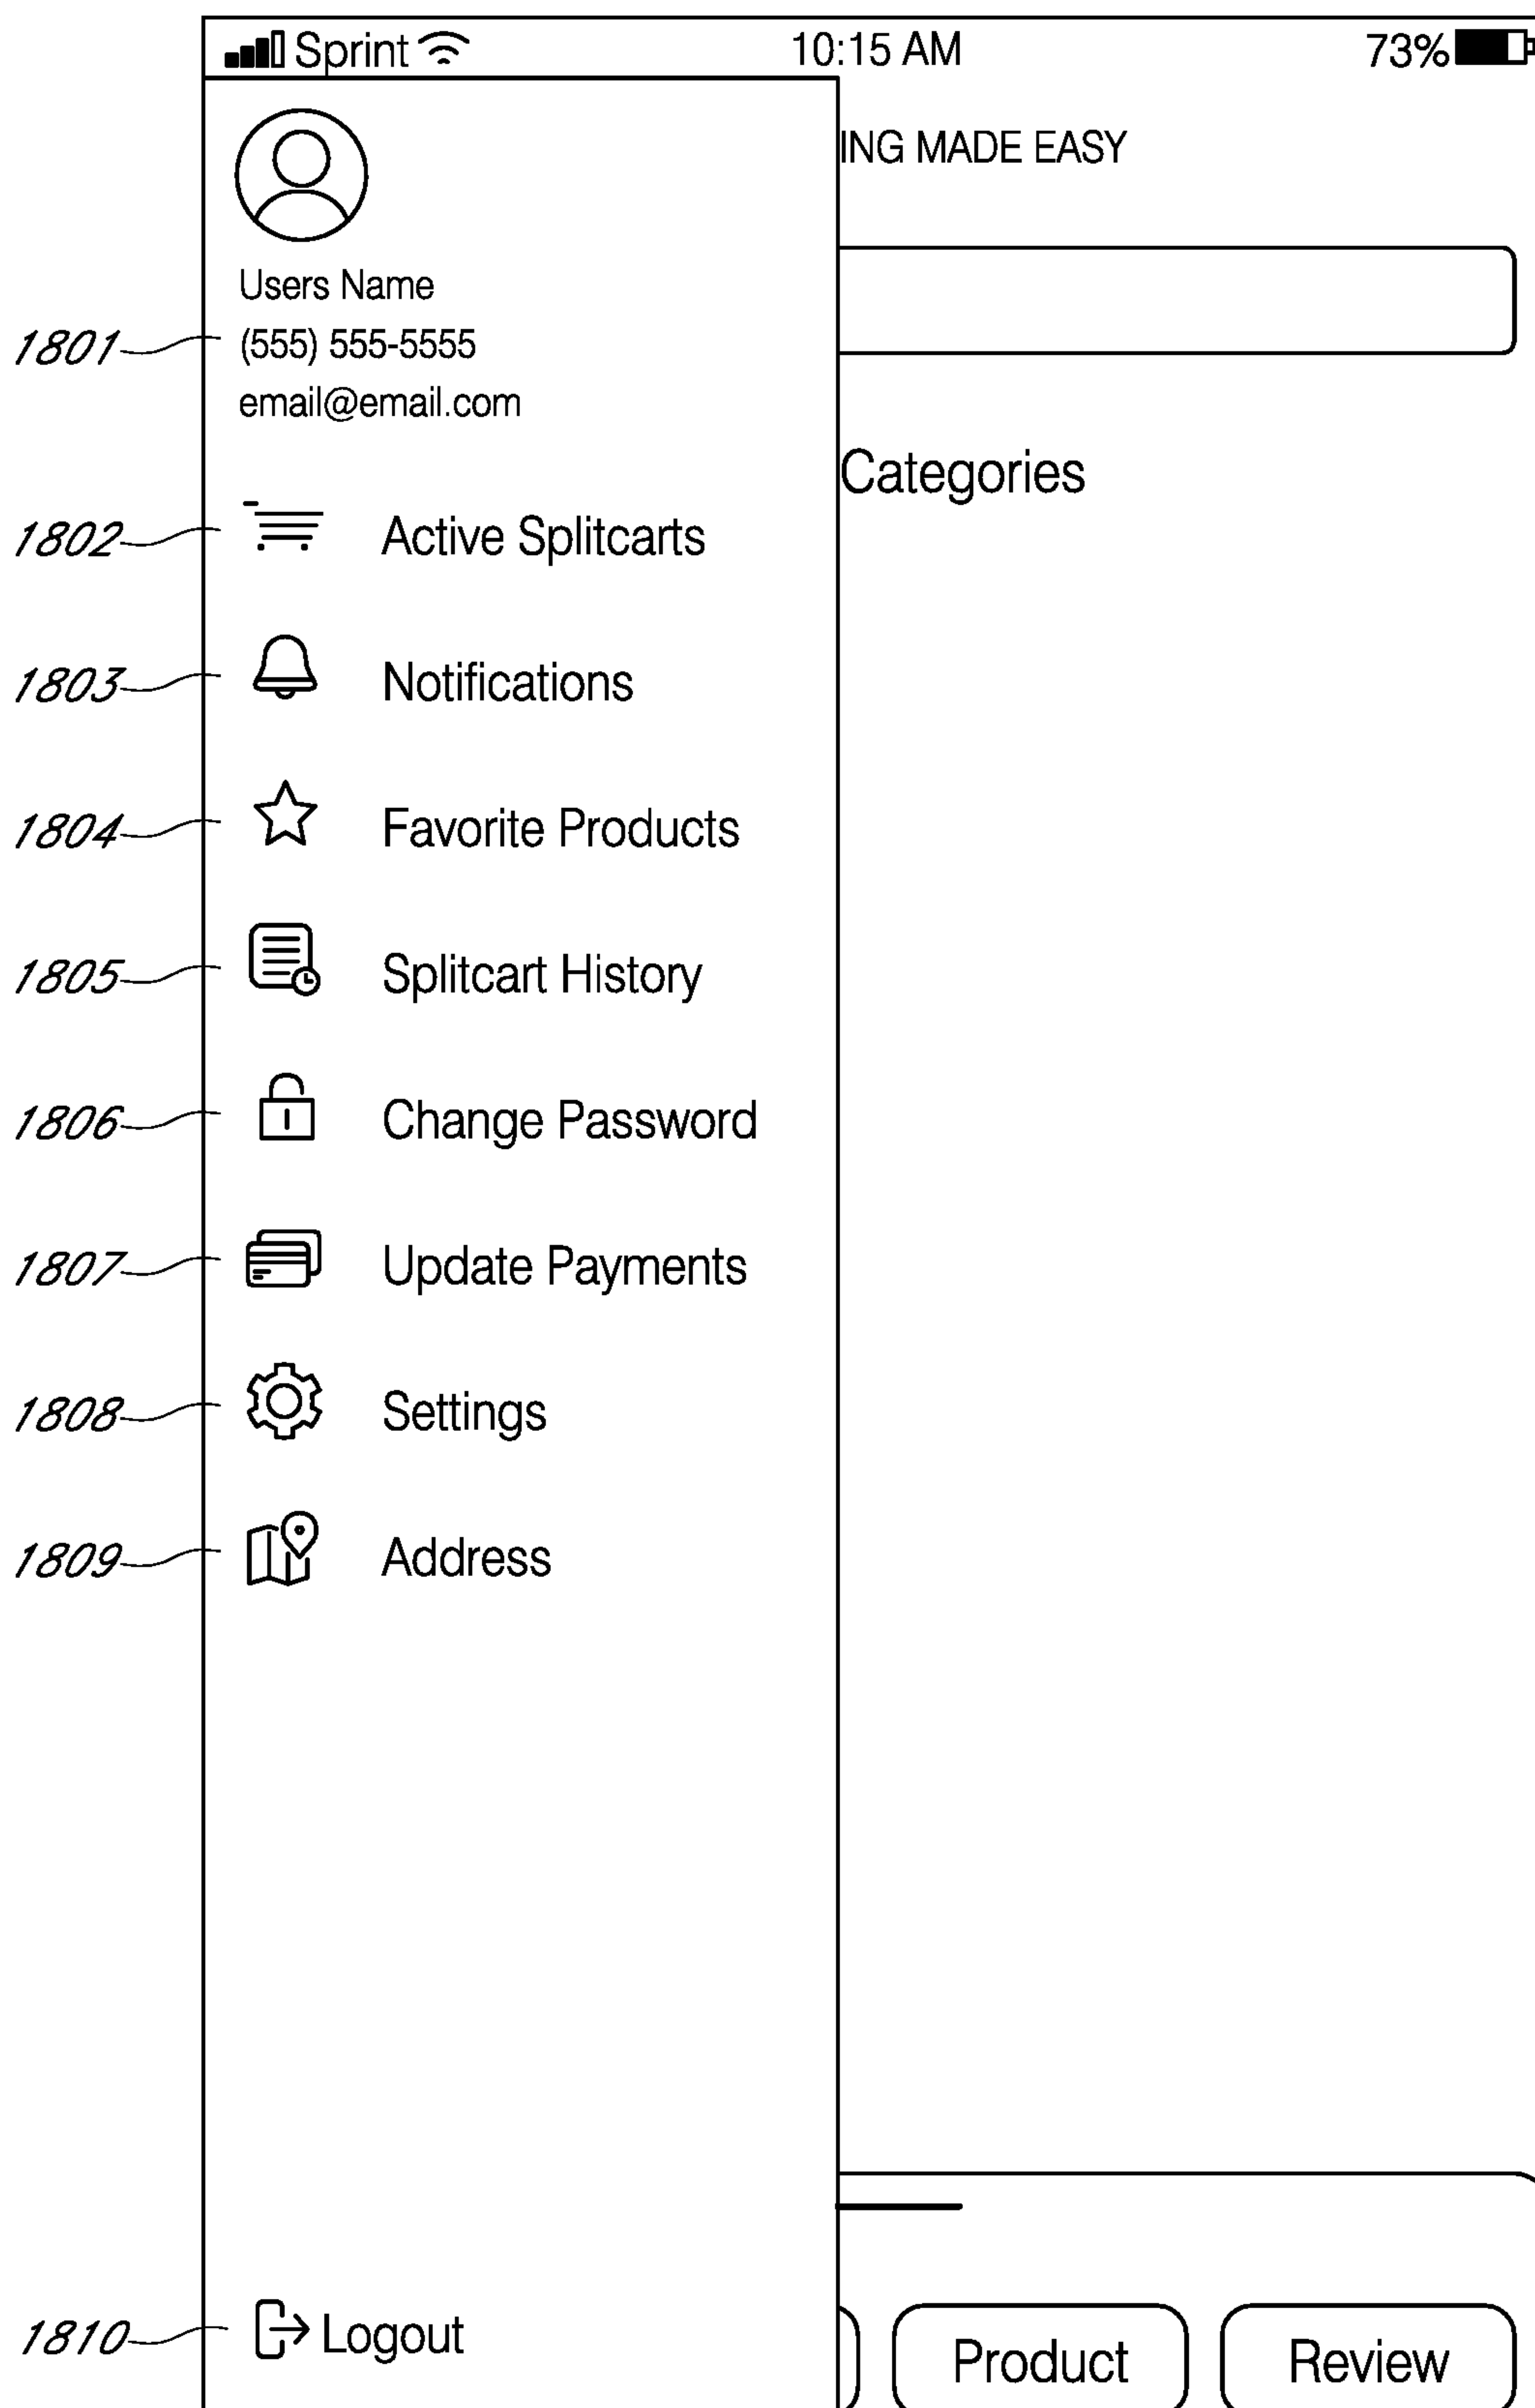 Sprint 10:15 AM 73%
ING MADE EASY
Users Name
1801 (555) 555-5555
email@email.com
Categories
1802 Active Splitcarts
1803 Notifications
1804 Favorite Products
1805 Splitcart History
1806 Change Password
1807 Update Payments
1808 Settings
1809 Address
1810 Logout
Product Review